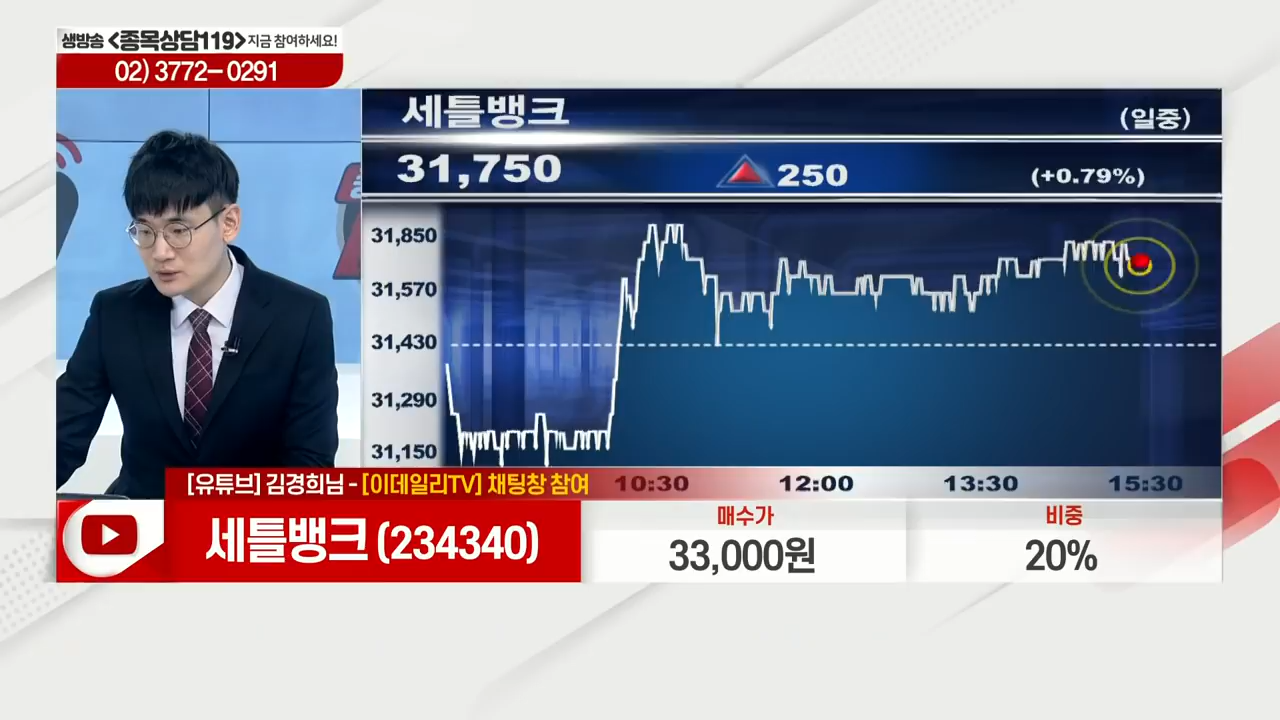 생방송 <종목상담119> 지금 참여하세요!
02) 3772-0291
세틀뱅크
(일중)
31,750
250
(+0.79%)
31,850
31,570
31,430
31,290
31,150
10:30
12:00
13:30
15:30
[유튜브] 김경희님 - [이데일리TV] 채팅창 참여
세틀뱅크 (234340)
매수가
비중
33,000원
20%